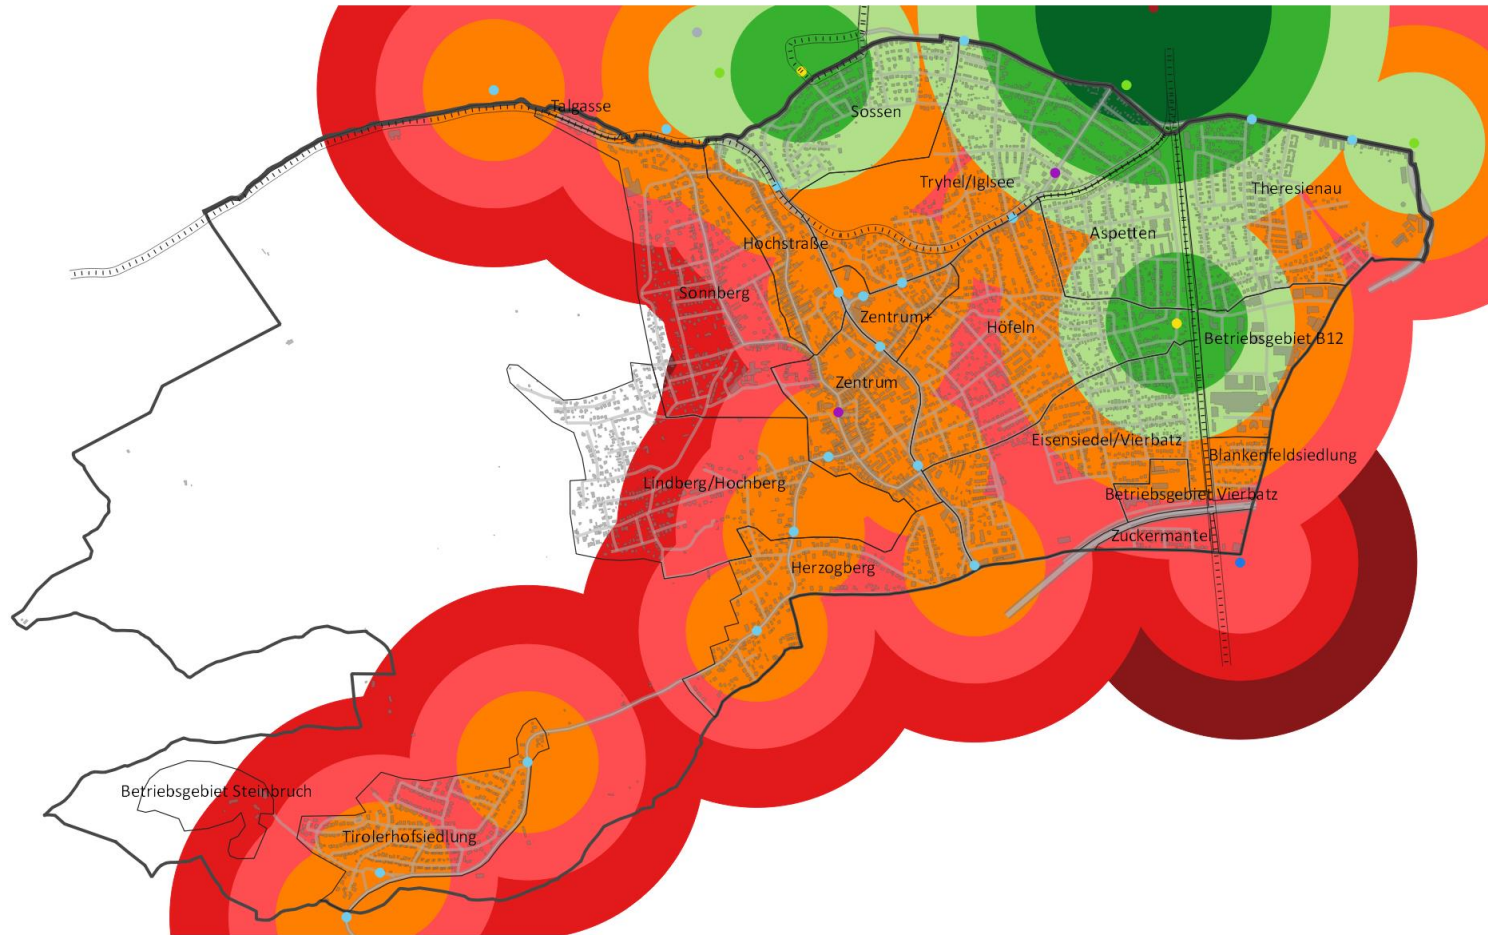 Talgasse
Sossen
Tryhel/Iglsee
Theresienau
Aspetten
Hochstraße
Sonnberg
Zentrum+
Höfeln
Betriebsgebiet B12
Zentrum
Eisensiedel/Vierbatz
Blankenfeldsiedlung
Lindberg/Hochberg
Betriebsgebiet Vierbatz
Zuckermantel
Herzogberg
Betriebsgebiet Steinbruch
Tirolerhofsiedlung